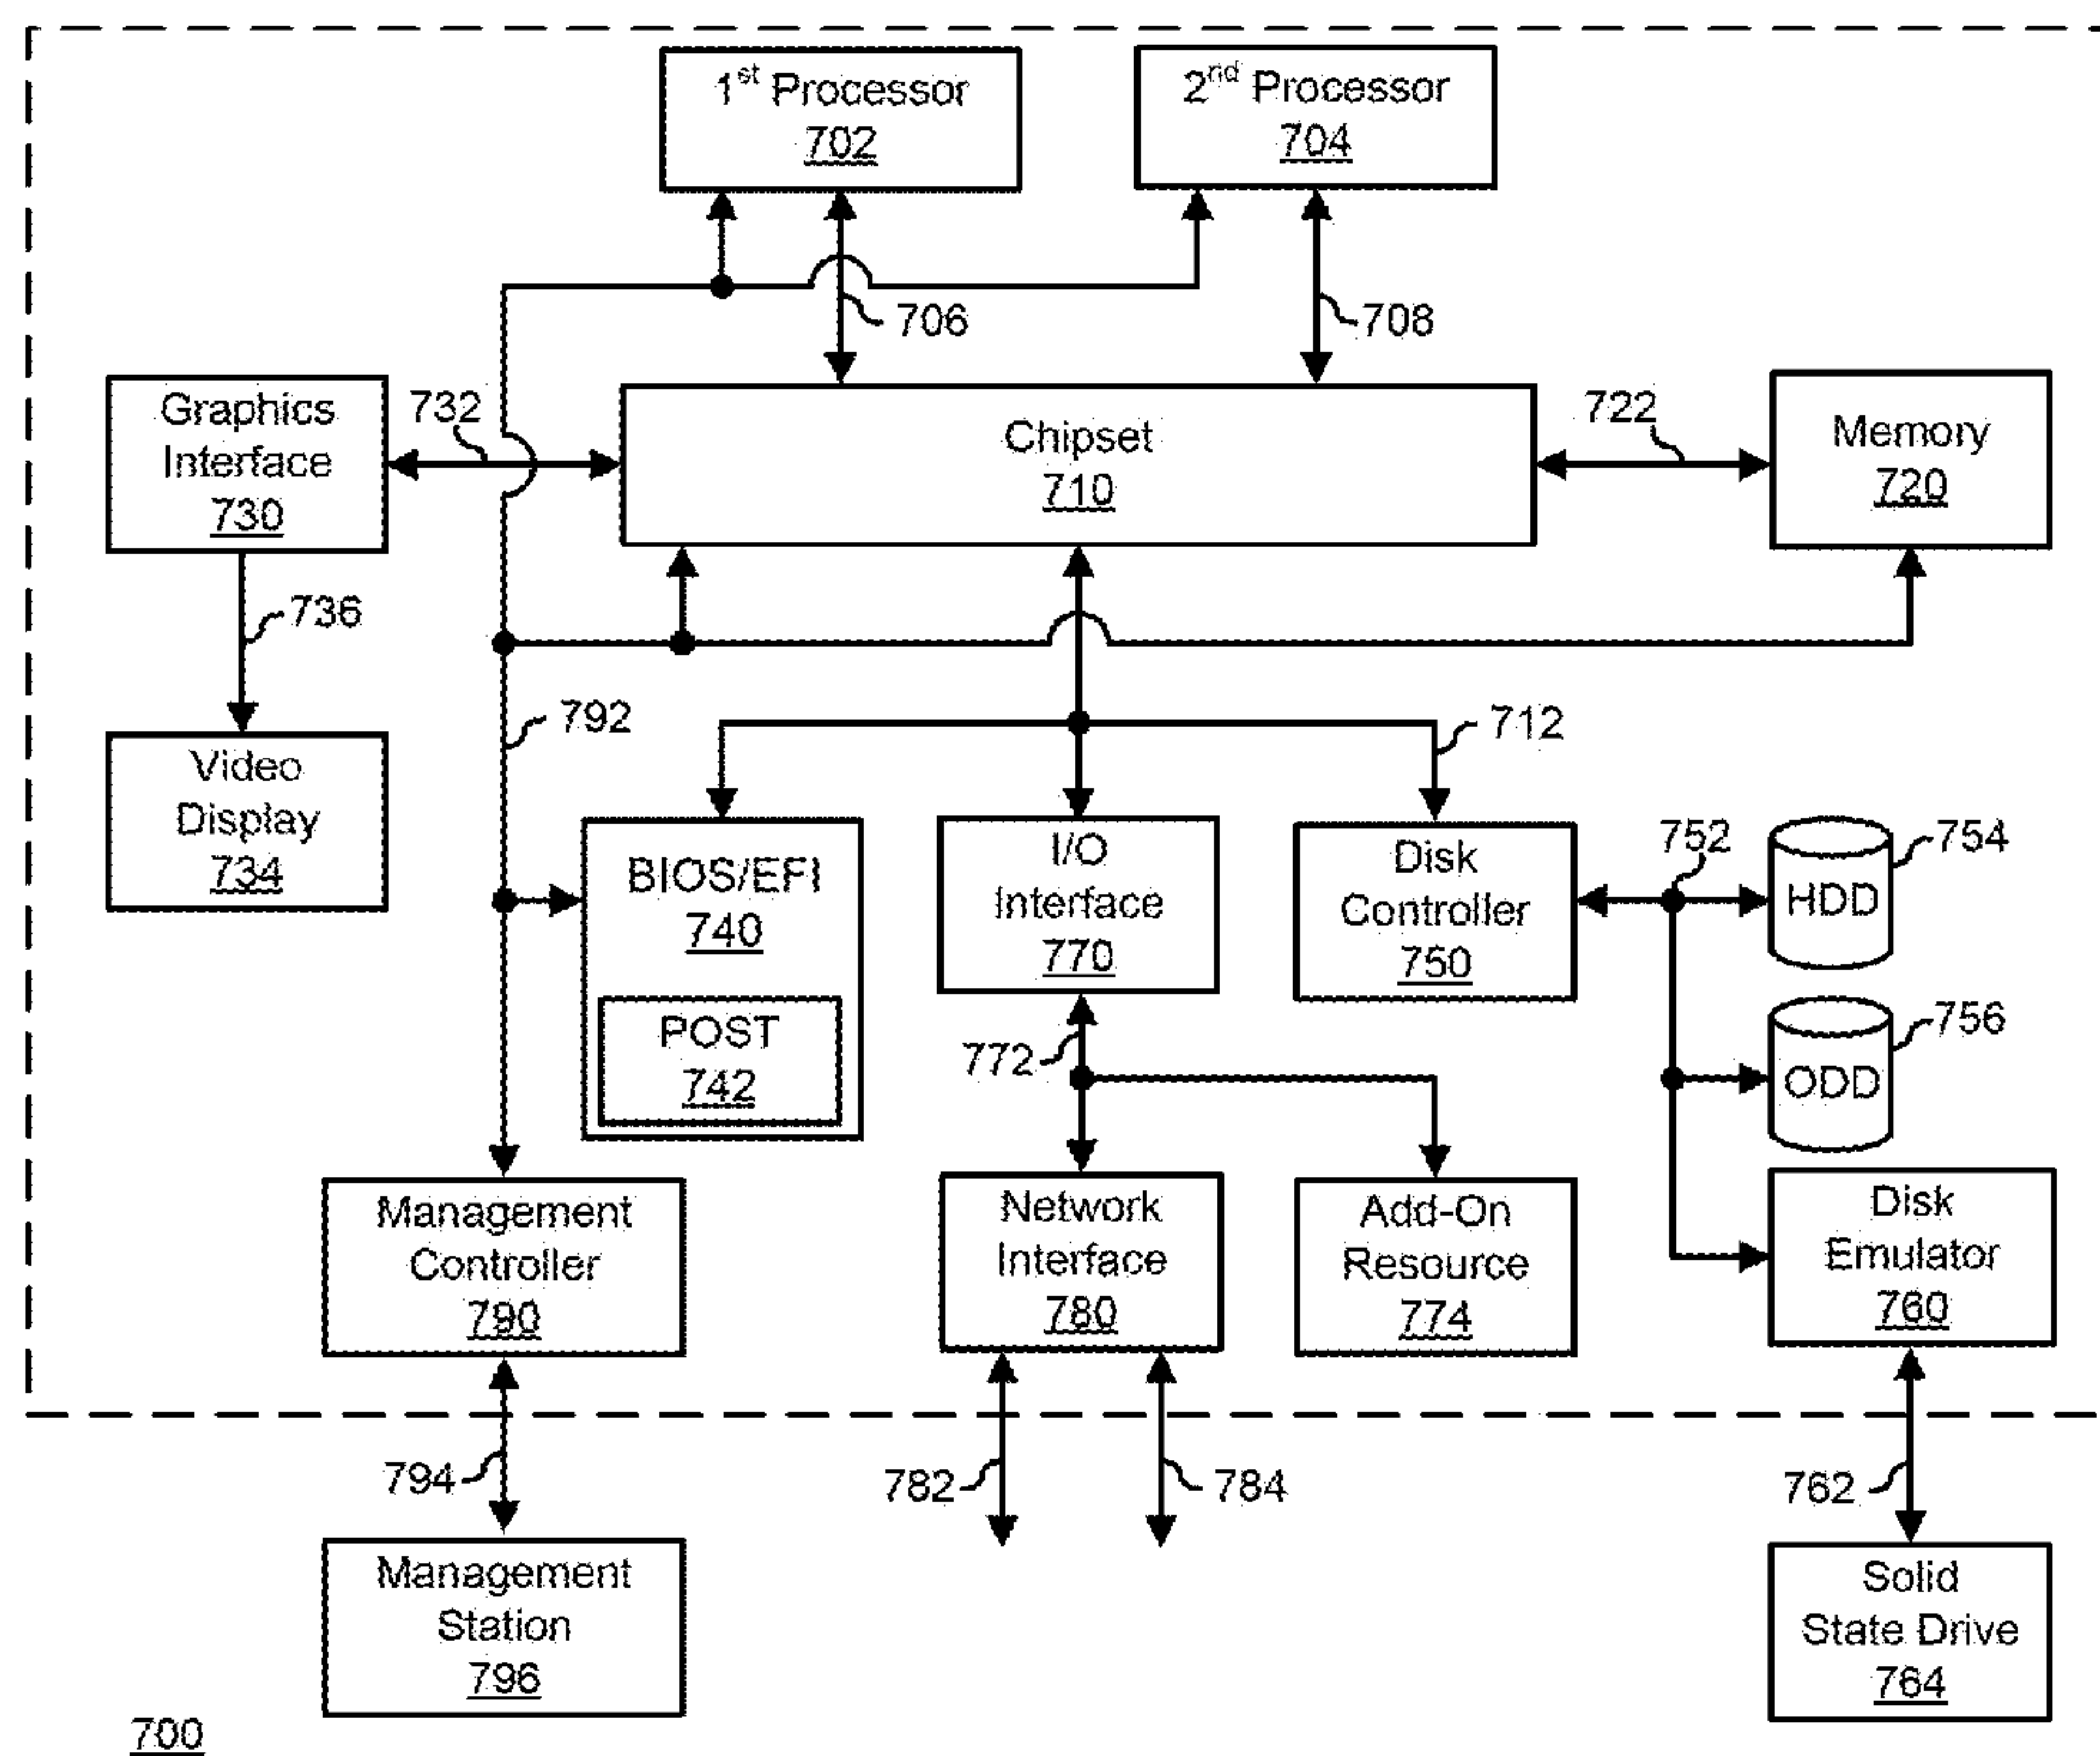 1st Processor
702
2nd Processor
704
706
708
Graphics
Interface
730
732
Chipset
710
722
Memory
720
736
792
712
Video
Display
734
BIOS/EFI
740
POST
742
I/O
Interface
770
Disk
Controller
750
752
754
HDD
756
ODD
772
Management
Controller
790
Network
Interface
780
Add-On
Resource
774
Disk
Emulator
760
794
782
784
762
Management
Station
796
Solid
State Drive
764
700